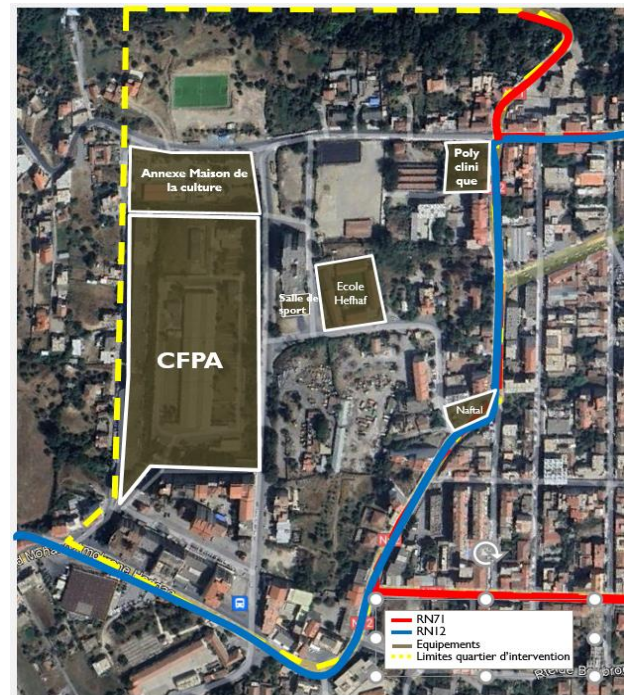 Annexe Maison de
la culture
Poly
clini
que
Ecole
Hefhaf
Salle de
sport
CFPA
Naftal
RN71
RN12
Equipements
Limites quartier d'intervention